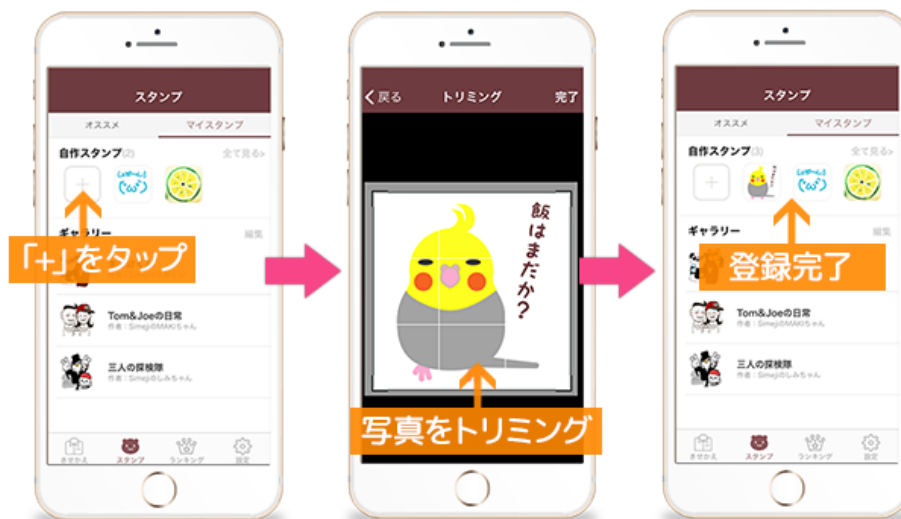 スタンプ
オススメ
マイスタンプ
自作スタンプ(2)
全て見る>
+
「+」をタップ
ギャラリー
編集
Tom&Joeの日常
作者：SimejiのMAKIちゃん
三人の探検隊
作者：Simejiのしみちゃん
きせかえ
スタンプ
ランキング
設定
戻る
トリミング
完了
飯はまだか?
写真をトリミング
スタンプ
オススメ
マイスタンプ
自作スタンプ(3)
全て見る>
+
登録完了
ギャラリー
編集
Tom&Joeの日常
作者：SimejiのMAKIちゃん
三人の探検隊
作者：Simejiのしみちゃん
きせかえ
スタンプ
ランキング
設定